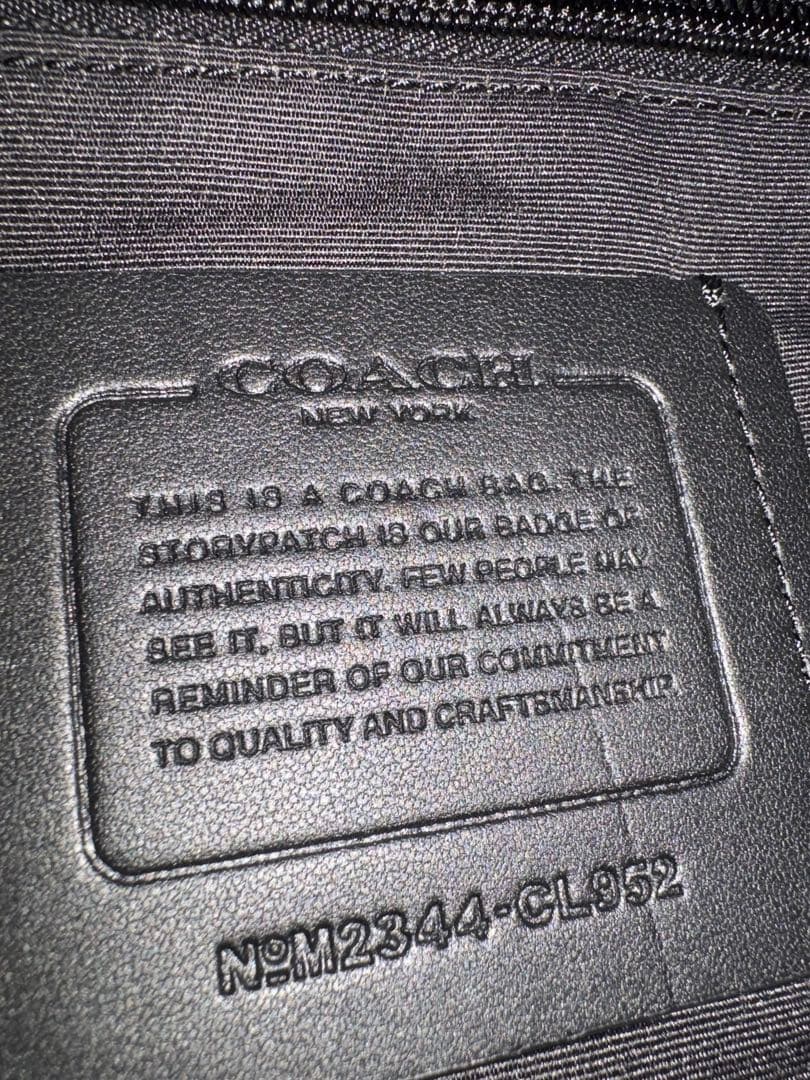 COACH
NEW YORK
THIS IS A COACH BAG. THE
STORYPATCH IS OUR BADGE OF
AUTHENTICITY. FEW PEOPLE MAY
SEE IT, BUT IT WILL ALWAYS BE A
REMINDER OF OUR COMMITMENT
TO QUALITY AND CRAFTSMANSHIP.
NºM2344-CL952